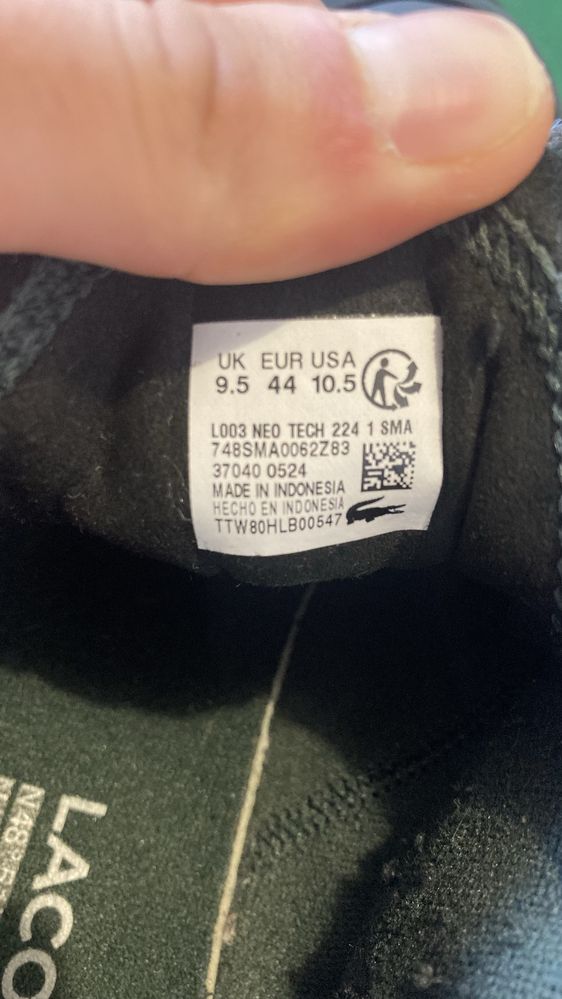 UK EUR USA
9.5 44 10.5
L003 NEO TECH 224 1 SMA
748SMA0062Z83
37040 0524
MADE IN INDONESIA
HECHO EN INDONESIA
TTW80HLB00547
LACO